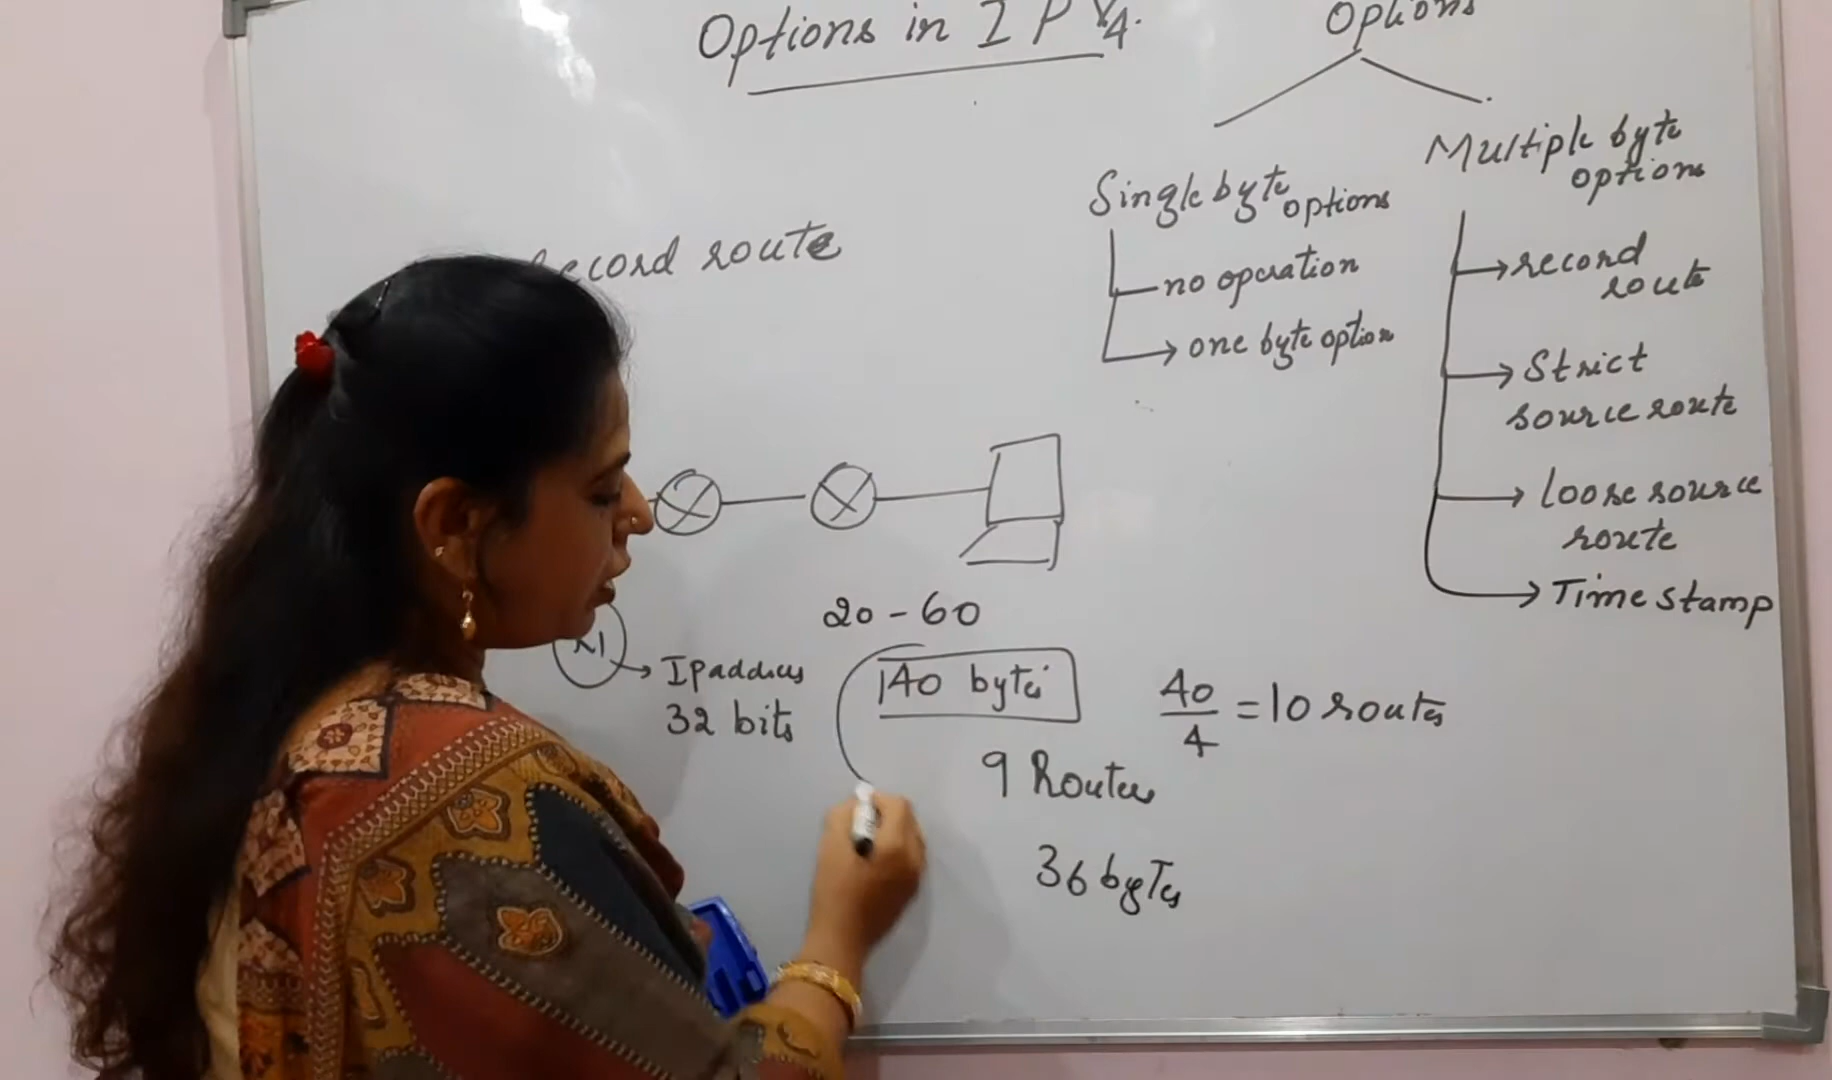 Options in IPV4.
Options
Single byte options
no operation
one byte option
Multiple byte options
record route
Strict source route
loose source route
Time stamp
record route
20-60
Ipaddress
32 bits
40 bytes
40/4 = 10 routes
9 Routers
36 bytes